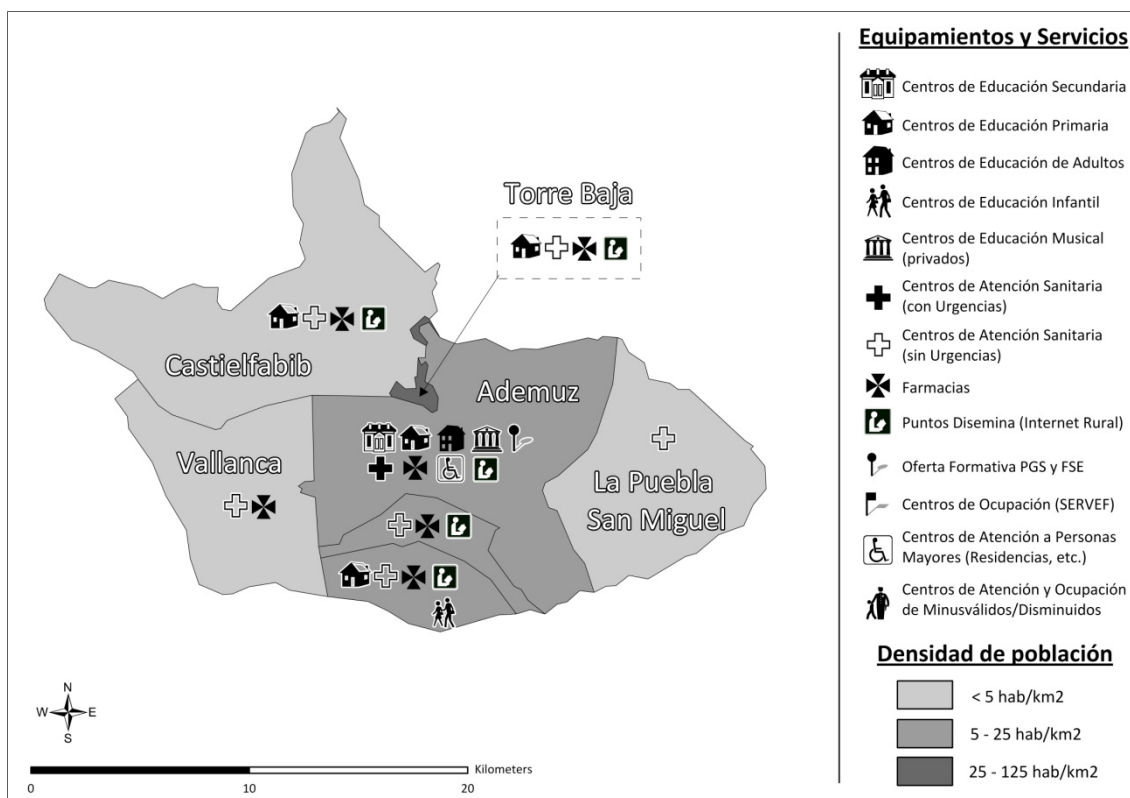 Torre Baja
Castielfabib
Ademuz
Vallanca
La Puebla
San Miguel
N
W E
S
Kilometers
0 10 20
Equipamientos y Servicios
Centros de Educación Secundaria
Centros de Educación Primaria
Centros de Educación de Adultos
Centros de Educación Infantil
Centros de Educación Musical
(privados)
Centros de Atención Sanitaria
(con Urgencias)
Centros de Atención Sanitaria
(sin Urgencias)
Farmacias
Puntos Disemina (Internet Rural)
Oferta Formativa PGS y FSE
Centros de Ocupación (SERVEF)
Centros de Atención a Personas
Mayores (Residencias, etc.)
Centros de Atención y Ocupación
de Minusválidos/Disminuidos
Densidad de población
< 5 hab/km2
5 - 25 hab/km2
25 - 125 hab/km2